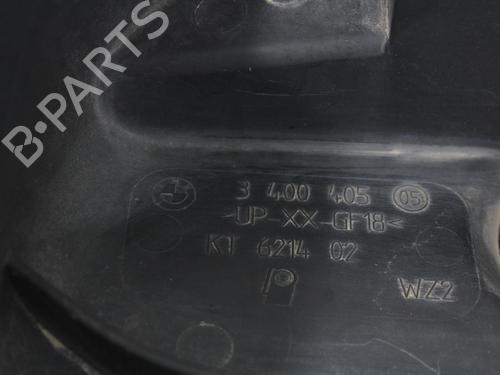 B-PARTS
3 400 405 05
>UP-XX-GF18<
KT 6214 02
WZ2